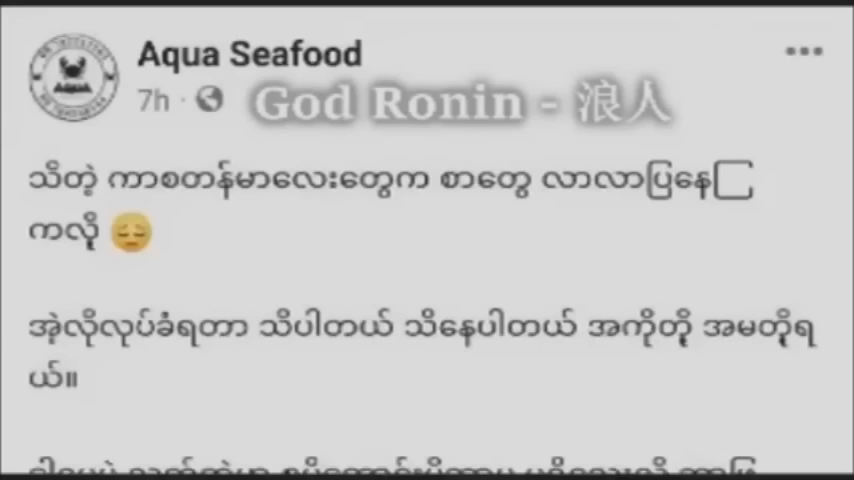 Aqua Seafood
7h ·
God Ronin - 浪人
သိတဲ့ ကာစတန်မာလေးတွေက စာတွေ လာလာပြနေကြ
ကလို့
အဲ့လိုလုပ်ခံရတာ သိပါတယ် သိနေပါတယ် အကိုတို့ အမတို့ရ
ယ်။